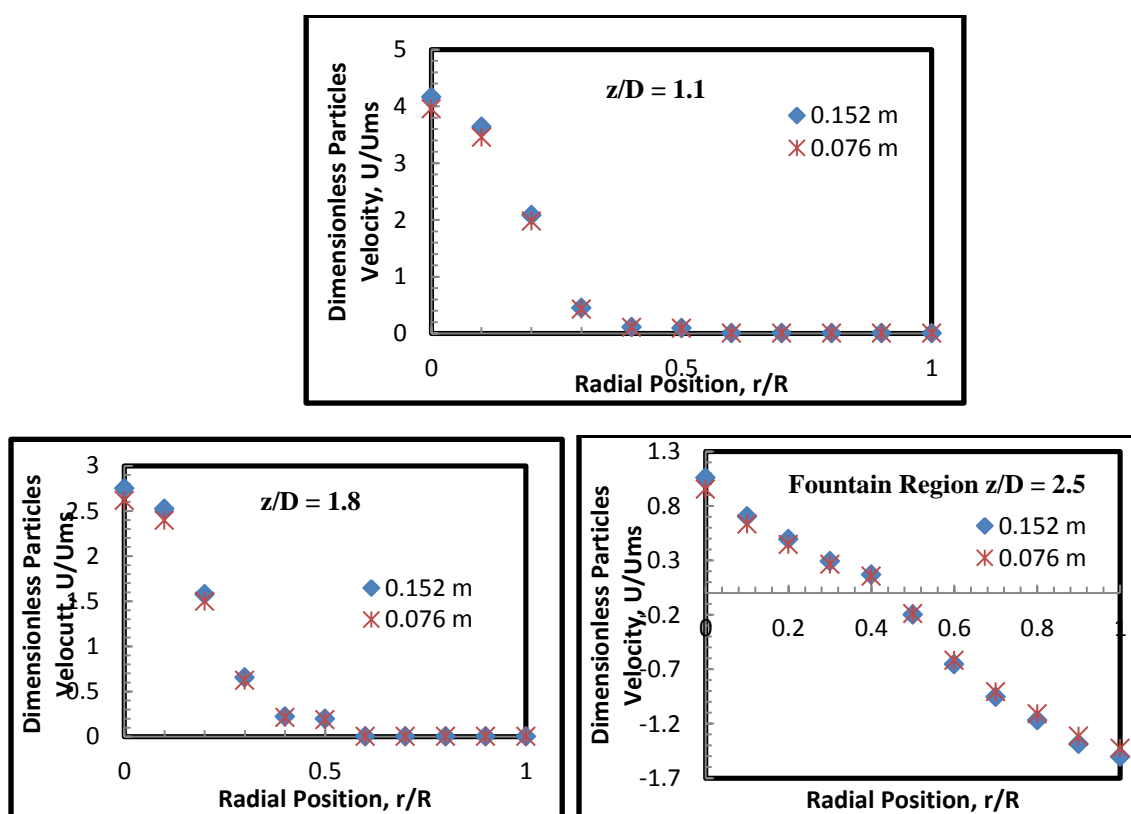 Dimensionless Particles
Velocity, U/Ums
5
4
3
2
1
0
z/D = 1.1
0.152 m
0.076 m
0
0.5
1
Radial Position, r/R
Dimensionless Particles
Velocutt, U/Ums
3
2.5
2
1.5
1
0.5
0
z/D = 1.8
0.152 m
0.076 m
0
0.5
1
Radial Position, r/R
Dimensionless Particles
Velocity, U/Ums
1.3
0.8
0.3
-0.2
-0.7
-1.2
-1.7
Fountain Region z/D = 2.5
0.152 m
0.076 m
0
0.2
0.4
0.6
0.8
1
Radial Position, r/R